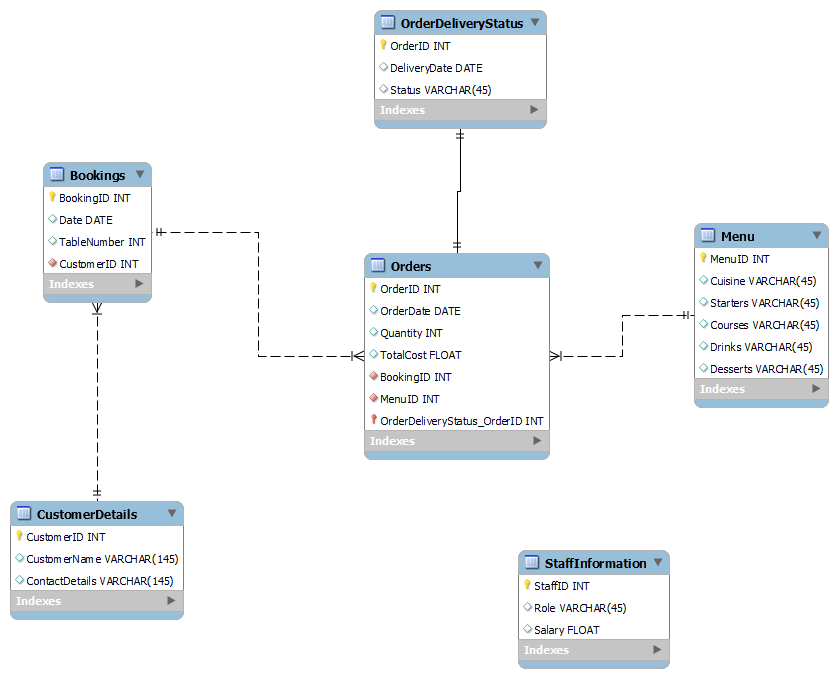 OrderDeliveryStatus
OrderID INT
DeliveryDate DATE
Status VARCHAR(45)
Indexes
Bookings
BookingID INT
Date DATE
TableNumber INT
CustomerID INT
Indexes
Orders
OrderID INT
OrderDate DATE
Quantity INT
TotalCost FLOAT
BookingID INT
MenuID INT
OrderDeliveryStatus_OrderID INT
Indexes
Menu
MenuID INT
Cuisine VARCHAR(45)
Starters VARCHAR(45)
Courses VARCHAR(45)
Drinks VARCHAR(45)
Desserts VARCHAR(45)
Indexes
CustomerDetails
CustomerID INT
CustomerName VARCHAR(145)
ContactDetails VARCHAR(145)
Indexes
StaffInformation
StaffID INT
Role VARCHAR(45)
Salary FLOAT
Indexes